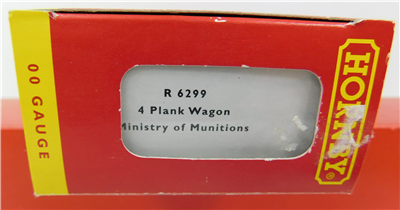 00 GAUGE
R 6299
4 Plank Wagon
Ministry of Munitions
HORNBY®